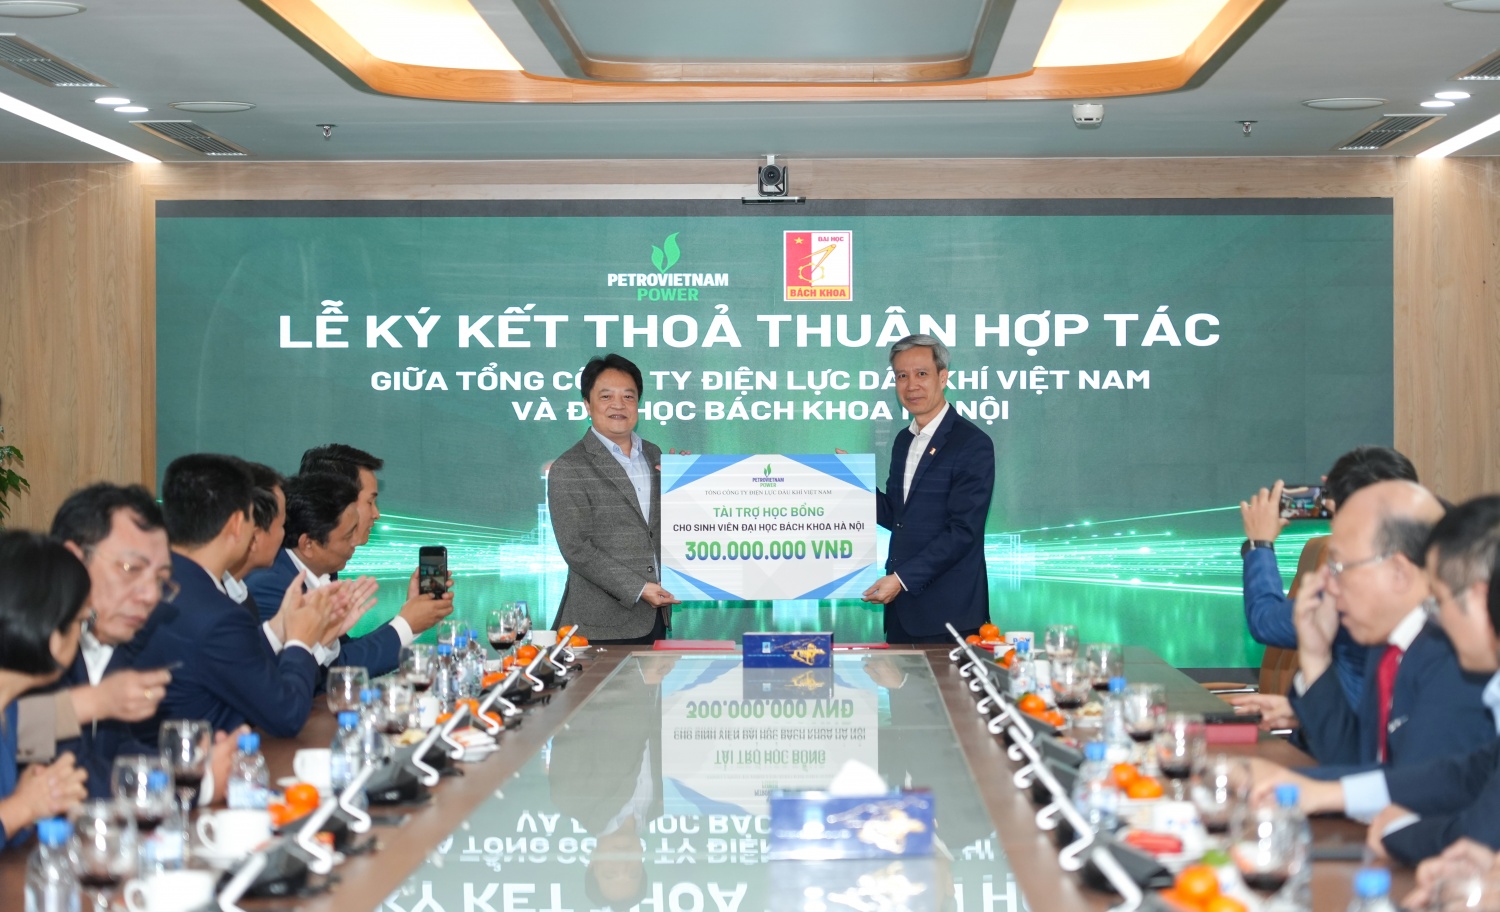 PETROVIETNAM
POWER
ĐẠI HỌC
BÁCH KHOA
LỄ KÝ KẾT THOẢ THUẬN HỢP TÁC
GIỮA TỔNG CÔ TY ĐIỆN LỰC DẦ KHÍ VIỆT NAM
VÀ Đ HỌC BÁCH KHOA H NỘI
PETROVIETNAM
POWER
TỔNG CÔNG TY ĐIỆN LỰC DẦU KHÍ VIỆT NAM
TÀI TRỢ HỌC BỔNG
CHO SINH VIÊN ĐẠI HỌC BÁCH KHOA HÀ NỘI
300.000.000 VNĐ